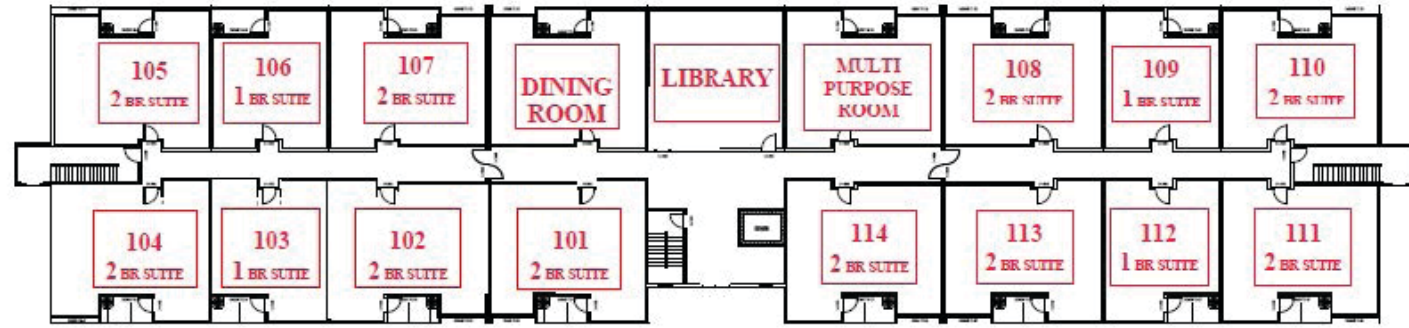 105
2 BR SUITE
106
1 BR SUITE
107
2 BR SUITE
DINING
ROOM
LIBRARY
MULTI
PURPOSE
ROOM
108
2 BR SUITE
109
1 BR SUITE
110
2 BR SUITE
104
2 BR SUITE
103
1 BR SUITE
102
2 BR SUITE
101
2 BR SUITE
114
2 BR SUITE
113
2 BR SUITE
112
1 BR SUITE
111
2 BR SUITE